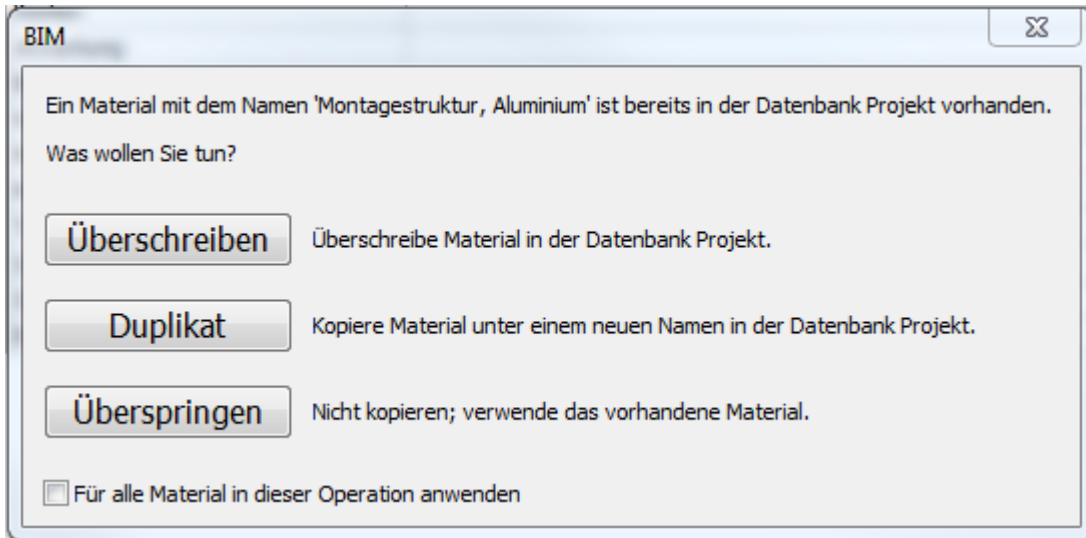 BIM
Ein Material mit dem Namen 'Montagestruktur, Aluminium' ist bereits in der Datenbank Projekt vorhanden.
Was wollen Sie tun?
Überschreiben Überschreibe Material in der Datenbank Projekt.
Duplikat Kopiere Material unter einem neuen Namen in der Datenbank Projekt.
Überspringen Nicht kopieren; verwende das vorhandene Material.
Für alle Material in dieser Operation anwenden